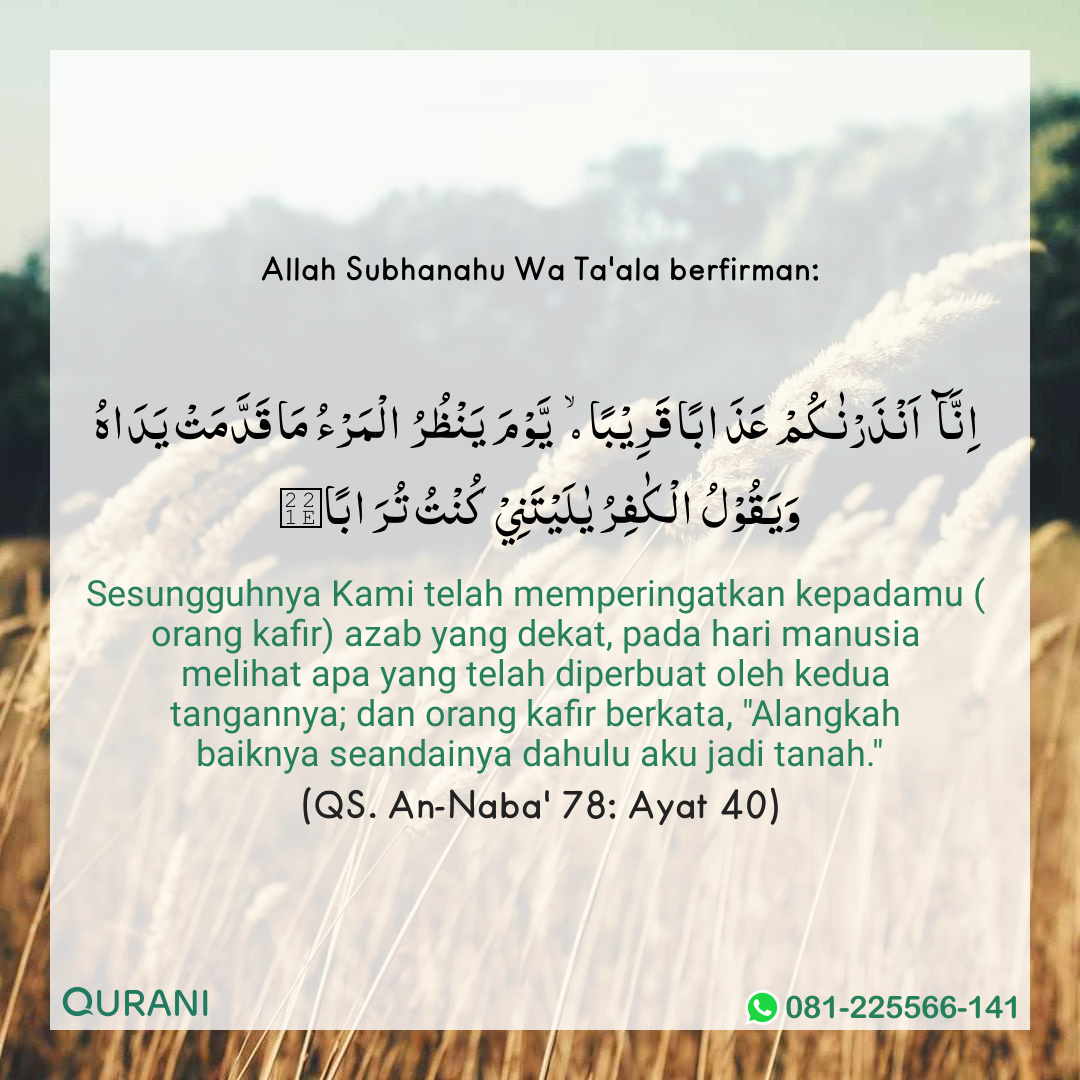 Allah Subhanahu Wa Ta'ala berfirman:
اِنَّاۤ اَنْذَرْنٰـكُمْ عَذَا بًا قَرِيْبًا ۙ يَّوْمَ يَنْظُرُ الْمَرْءُ مَا قَدَّمَتْ يَدَاهُ
وَيَقُوْلُ الْـكٰفِرُ يٰلَيْتَنِيْ كُنْتُ تُرَا بًا
Sesungguhnya Kami telah memperingatkan kepadamu (
orang kafir) azab yang dekat, pada hari manusia
melihat apa yang telah diperbuat oleh kedua
tangannya; dan orang kafir berkata, "Alangkah
baiknya seandainya dahulu aku jadi tanah."
(QS. An-Naba' 78: Ayat 40)
QURANI
081-225566-141